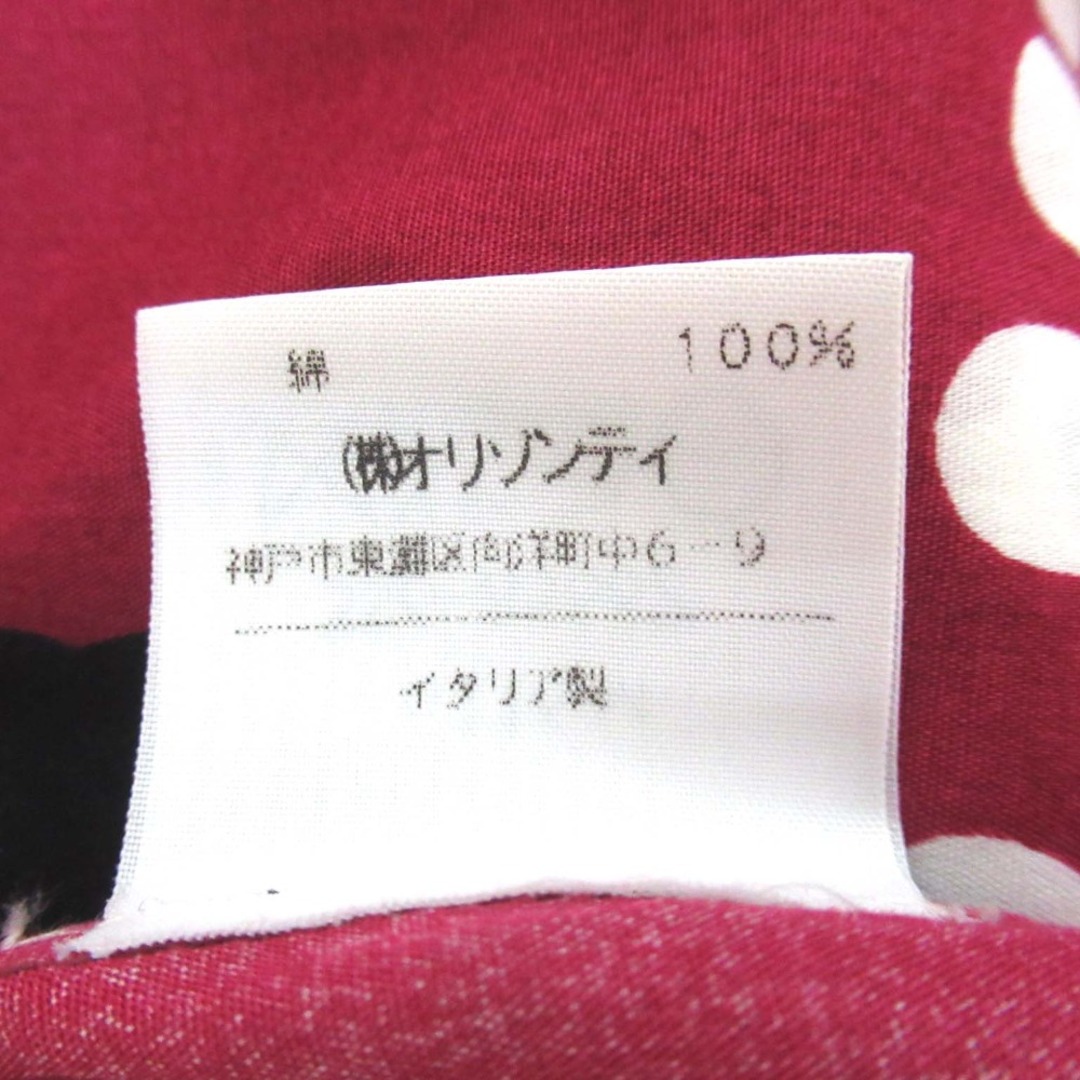 綿 100%
(株)オリゾンティ
神戸市東灘区向洋町中6-9
イタリア製